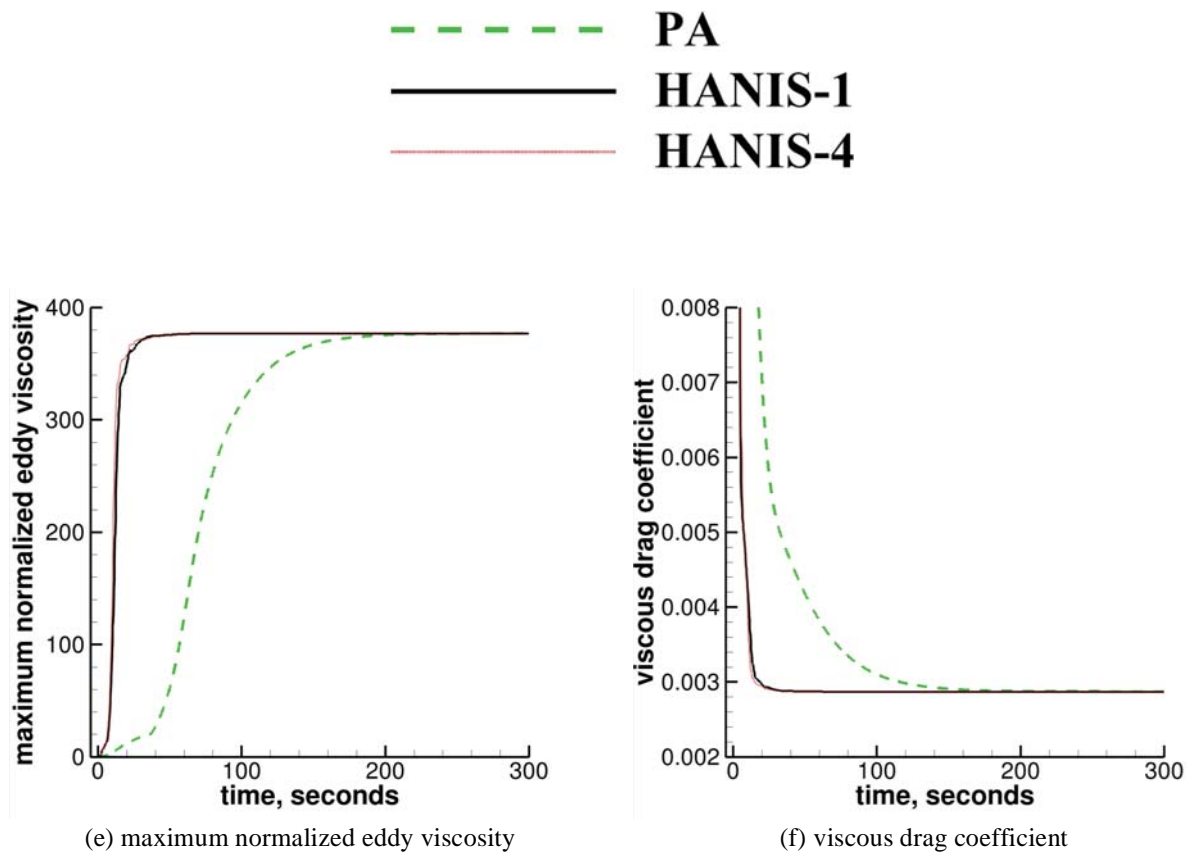 PA
HANIS-1
HANIS-4
400
300
200
100
0
maximum normalized eddy viscosity
0
100
200
300
time, seconds
(e) maximum normalized eddy viscosity
0.008
0.007
0.006
0.005
0.004
0.003
0.002
viscous drag coefficient
0
100
200
300
time, seconds
(f) viscous drag coefficient